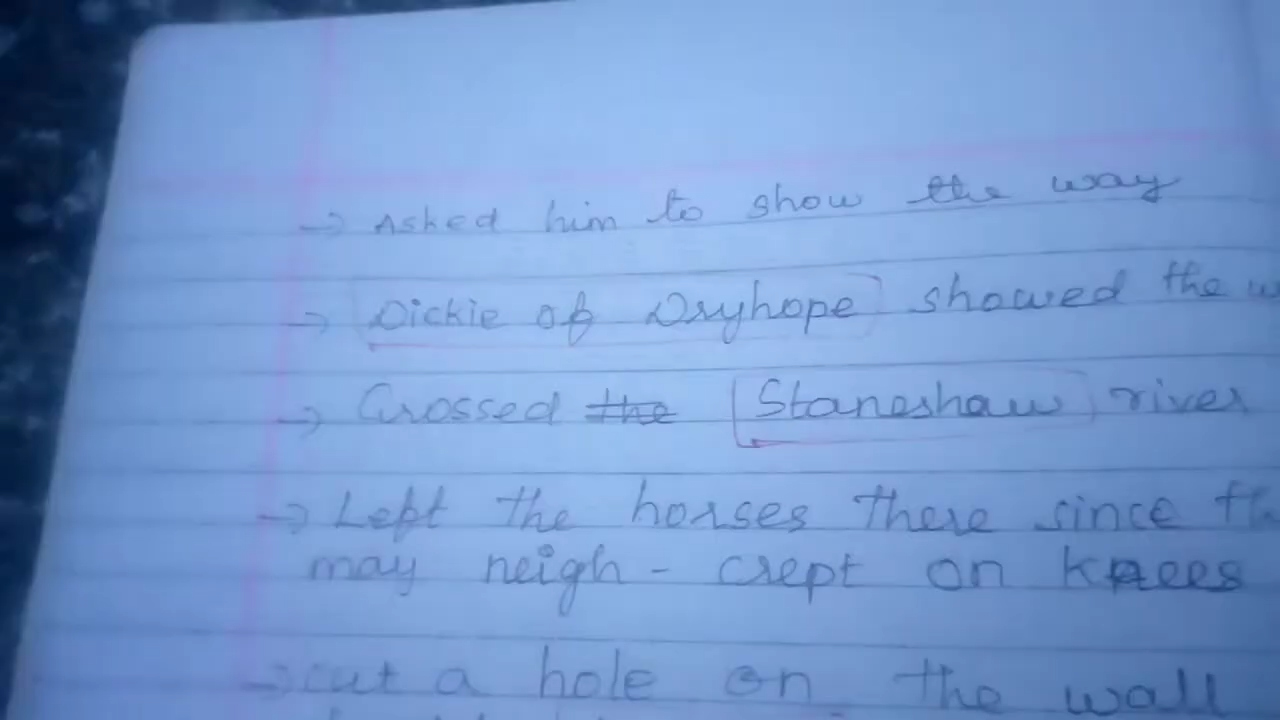 → Asked him to show the way
→ Dickie of Dryhope showed the
→ Crossed the Staneshaw river
→ Left the horses there since
may neigh - crept on knees
→ cut a hole on the wall